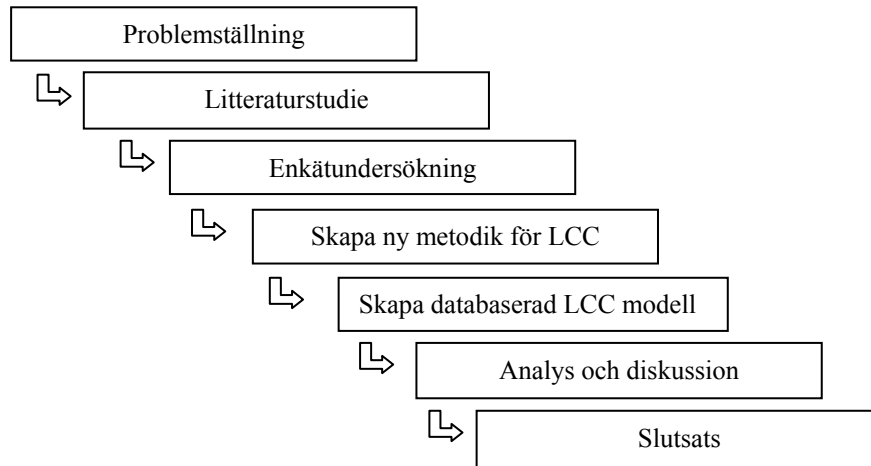 Problemställning
Litteraturstudie
Enkätundersökning
Skapa ny metodik för LCC
Skapa databaserad LCC modell
Analys och diskussion
Slutsats